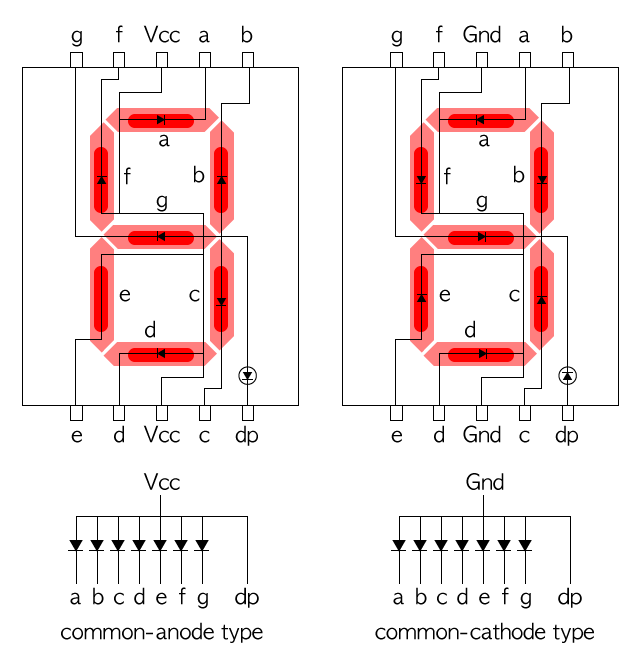 g f Vcc a b
g f Gnd a b
a
f b
g
e c
d
a
f b
g
e c
d
e d Vcc c dp
e d Gnd c dp
Vcc
a b c d e f g dp
common-anode type
Gnd
a b c d e f g dp
common-cathode type